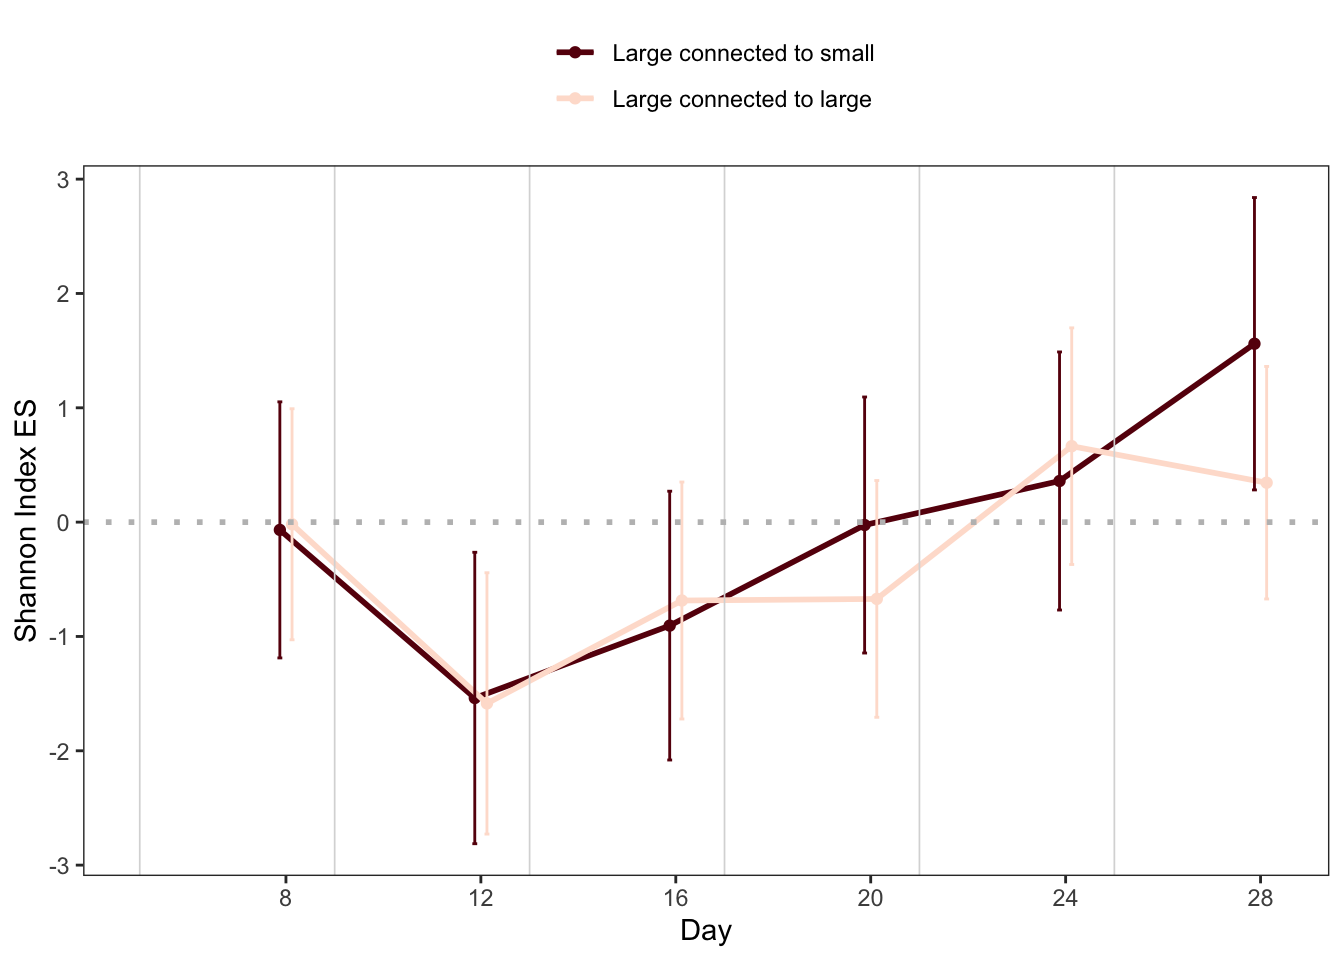 Large connected to small
Large connected to large
3
2
1
0
-1
-2
-3
Shannon Index ES
8 12 16 20 24 28
Day